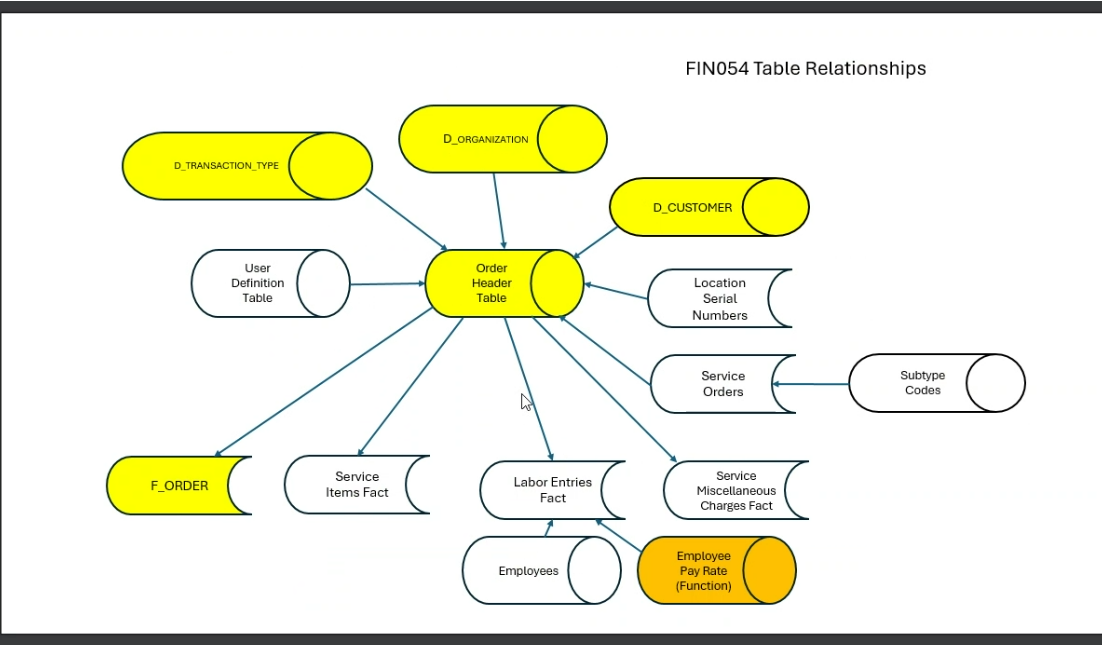 FIN054 Table Relationships
D_ORGANIZATION
D_TRANSACTION_TYPE
D_CUSTOMER
User
Definition
Table
Order
Header
Table
Location
Serial
Numbers
Service
Orders
Subtype
Codes
F_ORDER
Service
Items Fact
Labor Entries
Fact
Service
Miscellaneous
Charges Fact
Employees
Employee
Pay Rate
(Function)